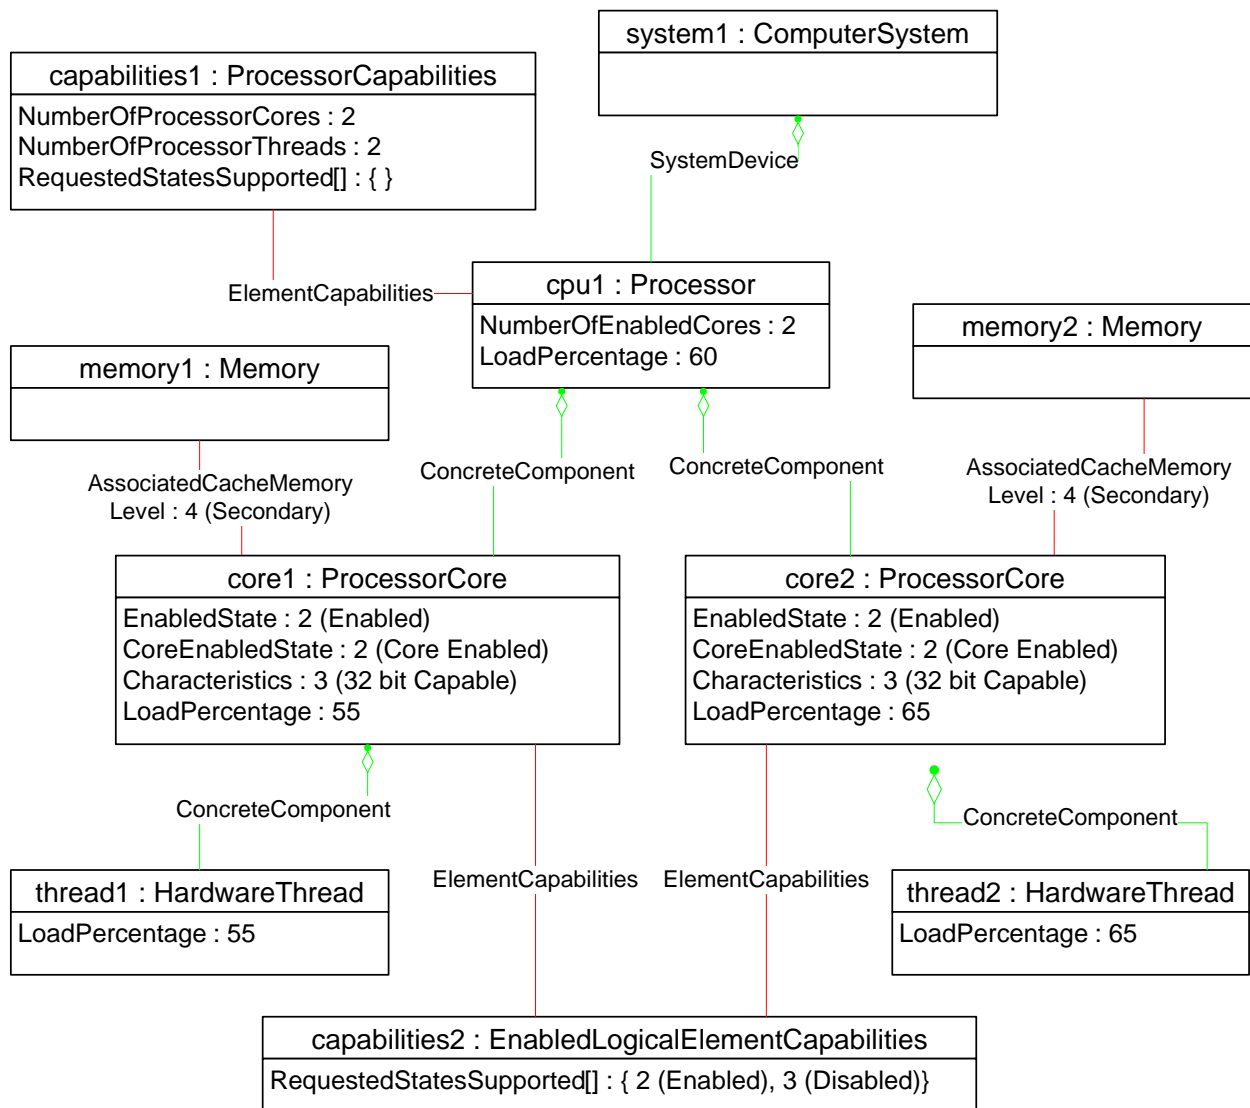 system1 : ComputerSystem
capabilities1 : ProcessorCapabilities
NumberOfProcessorCores : 2
NumberOfProcessorThreads : 2
RequestedStatesSupported[] : { }
SystemDevice
ElementCapabilities
cpu1 : Processor
NumberOfEnabledCores : 2
LoadPercentage : 60
memory2 : Memory
memory1 : Memory
AssociatedCacheMemory
Level : 4 (Secondary)
ConcreteComponent
ConcreteComponent
AssociatedCacheMemory
Level : 4 (Secondary)
core1 : ProcessorCore
EnabledState : 2 (Enabled)
CoreEnabledState : 2 (Core Enabled)
Characteristics : 3 (32 bit Capable)
LoadPercentage : 55
core2 : ProcessorCore
EnabledState : 2 (Enabled)
CoreEnabledState : 2 (Core Enabled)
Characteristics : 3 (32 bit Capable)
LoadPercentage : 65
ConcreteComponent
ConcreteComponent
ElementCapabilities
ElementCapabilities
thread1 : HardwareThread
LoadPercentage : 55
thread2 : HardwareThread
LoadPercentage : 65
capabilities2 : EnabledLogicalElementCapabilities
RequestedStatesSupported[] : { 2 (Enabled), 3 (Disabled)}